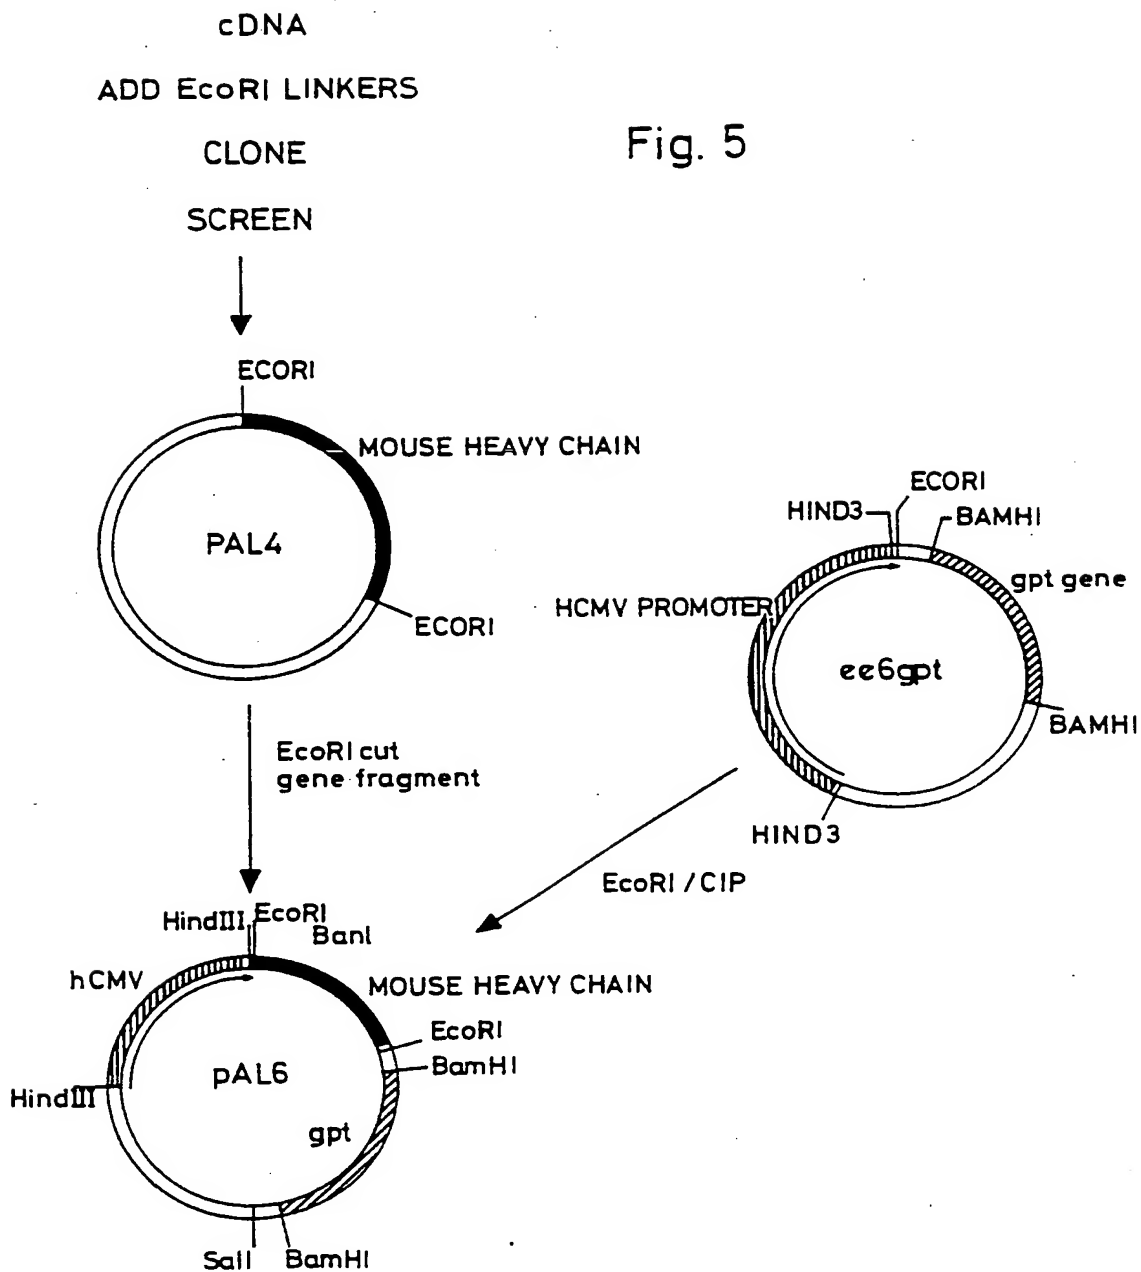 cDNA
ADD EcoRI LINKERS
CLONE
SCREEN
Fig. 5
ECORI
MOUSE HEAVY CHAIN
PAL4
ECORI
HIND3
ECORI
BAMHI
gpt gene
HCMV PROMOTER
ee6gpt
BAMHI
HIND3
EcoRI cut
gene fragment
EcoRI / CIP
HindIII
EcoRI
BanI
hCMV
MOUSE HEAVY CHAIN
EcoRI
BamHI
pAL6
HindIII
gpt
SalI
BamHI